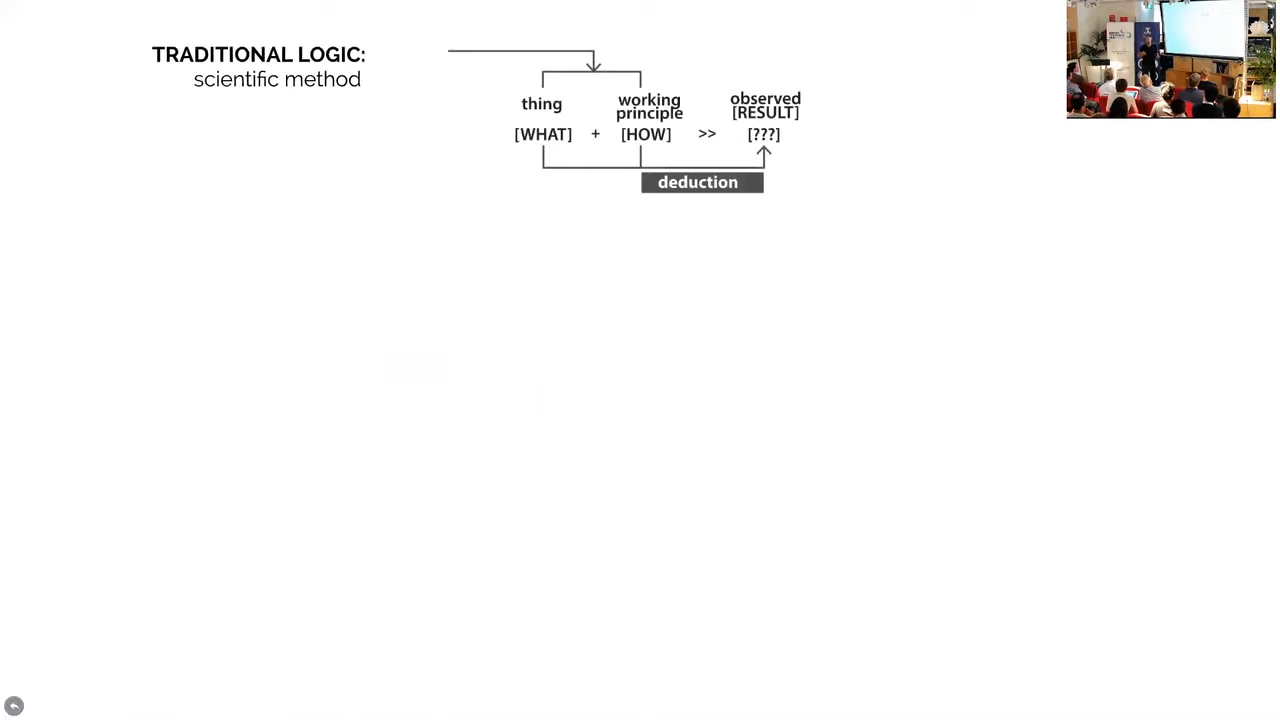 TRADITIONAL LOGIC:
scientific method
thing
working
principle
observed
[RESULT]
[WHAT] + [HOW] >> [???]
deduction